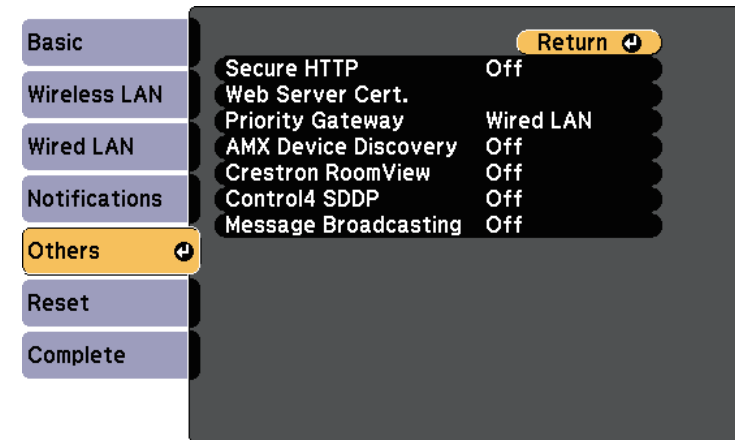 Basic
Wireless LAN
Wired LAN
Notifications
Others
Reset
Complete
Return
Secure HTTP Off
Web Server Cert.
Priority Gateway Wired LAN
AMX Device Discovery Off
Crestron RoomView Off
Control4 SDDP Off
Message Broadcasting Off